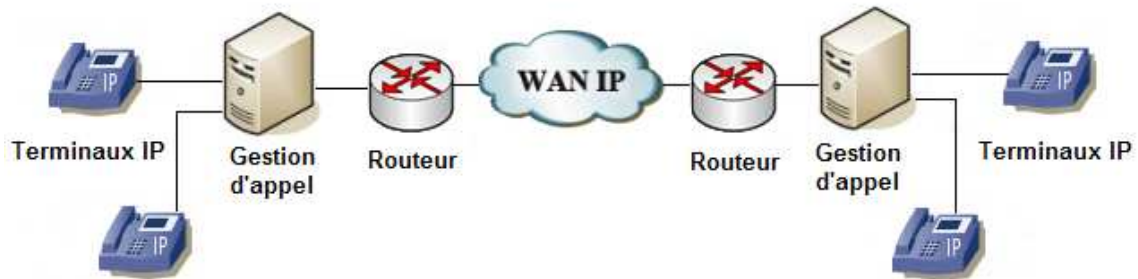 IP
IP
WAN IP
Terminaux IP
Gestion
d'appel
Routeur
Routeur
Gestion
d'appel
Terminaux IP
IP
IP